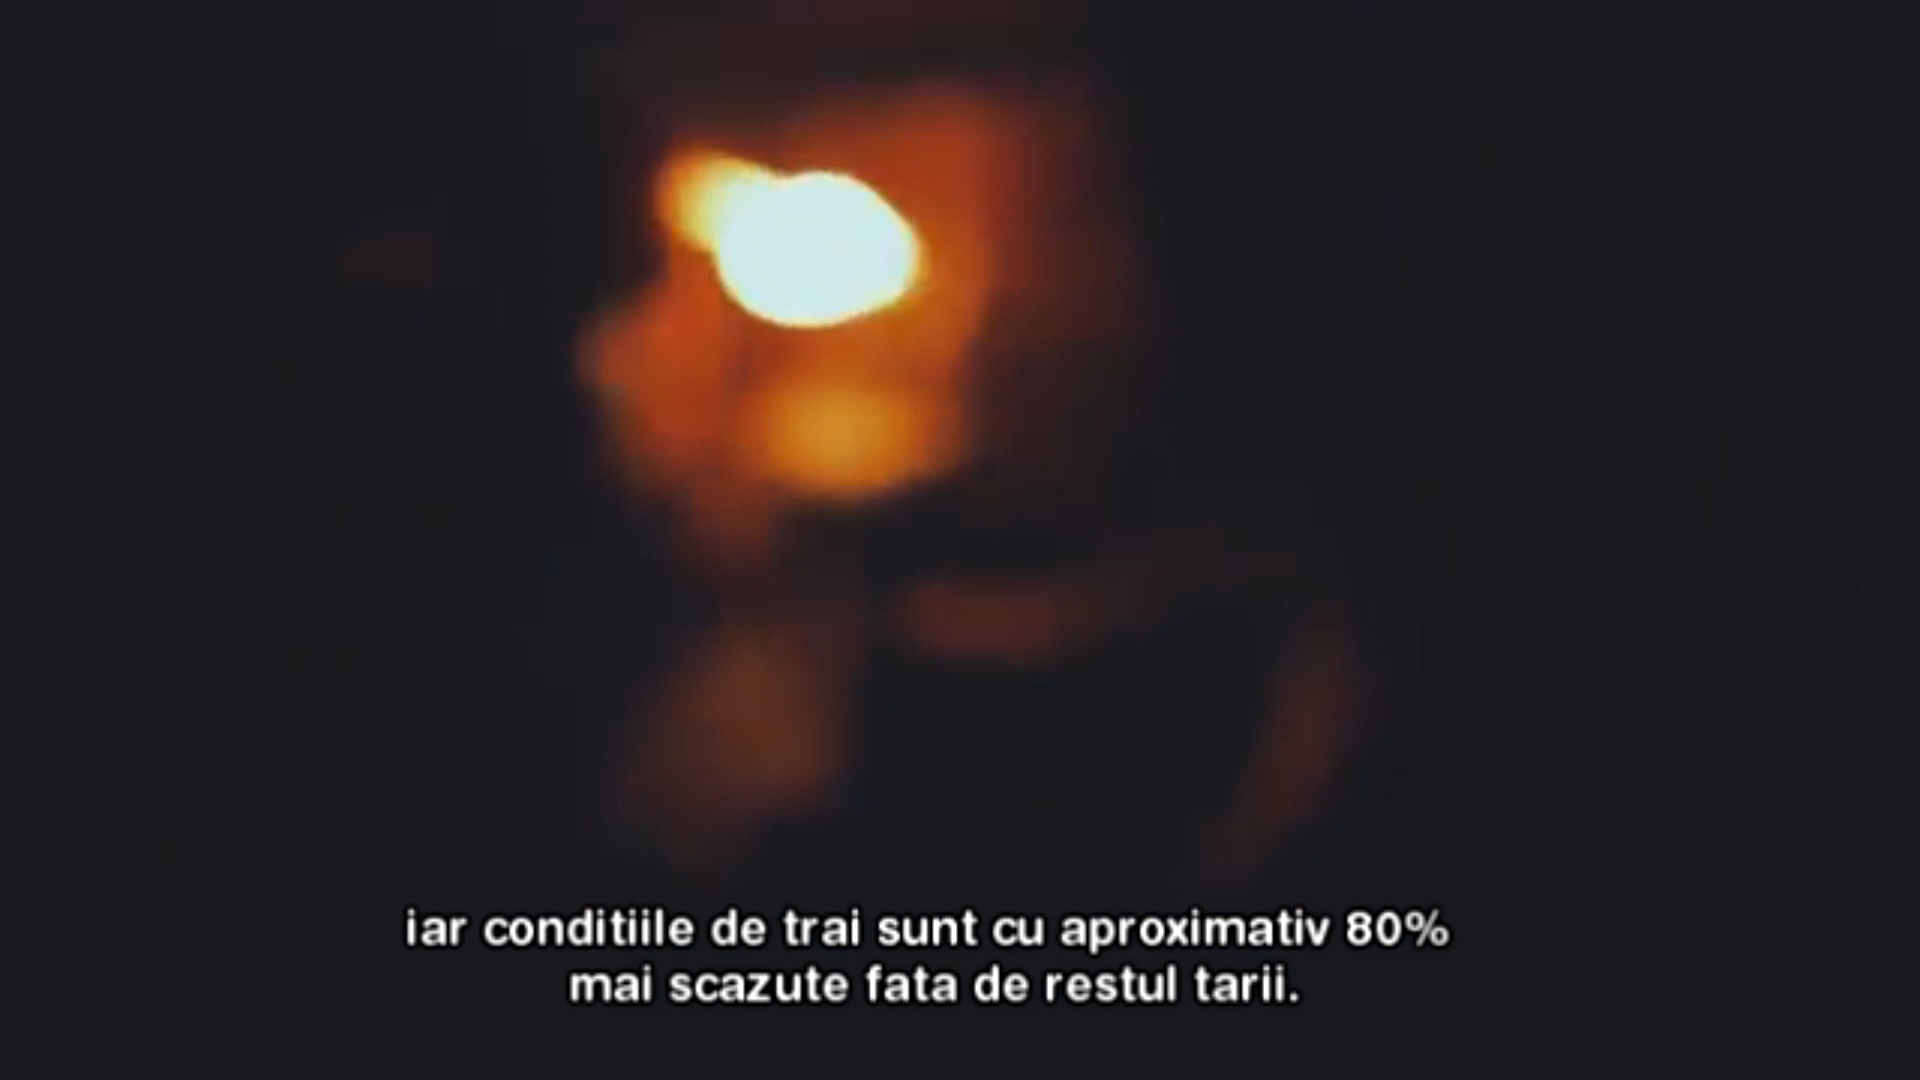 iar conditiile de trai sunt cu aproximativ 80%
mai scazute fata de restul tarii.